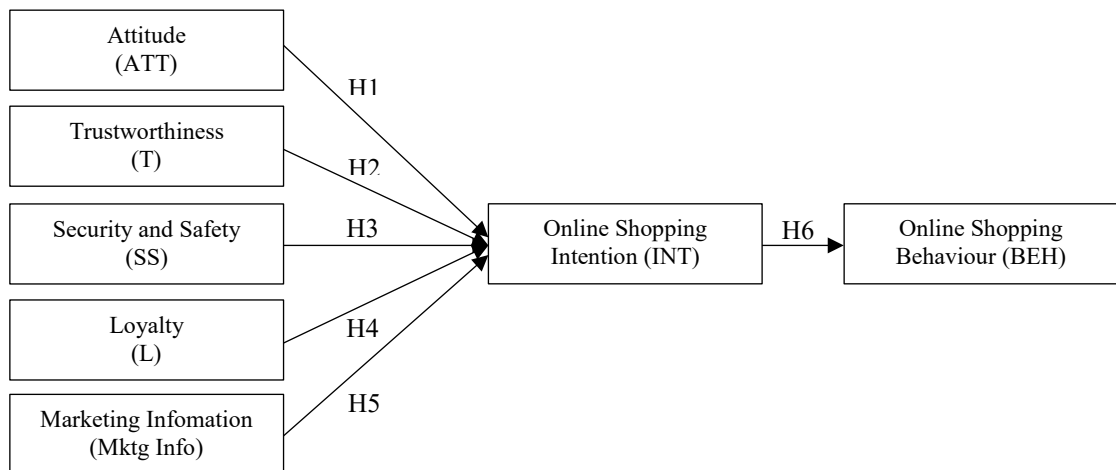 Attitude
(ATT)
H1
Trustworthiness
(T)
H2
Security and Safety
(SS)
H3
Online Shopping
Intention (INT)
H6
Online Shopping
Behaviour (BEH)
Loyalty
(L)
H4
Marketing Infomation
(Mktg Info)
H5